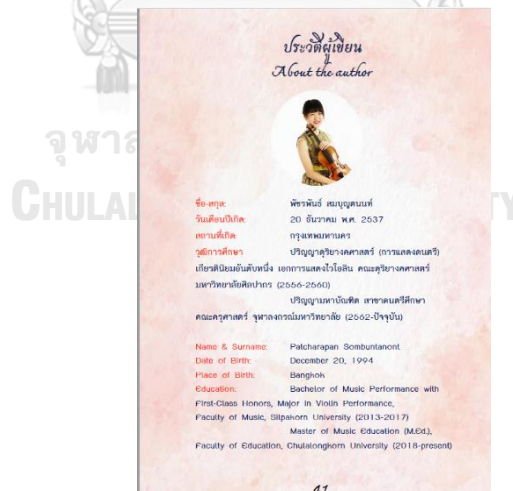 ประวัติผู้เขียน
About the author
จุฬาล
CHULAL
TY
ชื่อ-สกุล: พัชรพันธ์ สมบุญตนนท์
วันเดือนปีเกิด: 20 ธันวาคม พ.ศ. 2537
สถานที่เกิด กรุงเทพมหานคร
วุฒิการศึกษา ปริญญาดุริยางคศาสตร์ (การแสดงดนตรี)
เกียรตินิยมอันดับหนึ่ง เอกการแสดงไวโอลิน คณะดุริยางคศาสตร์
มหาวิทยาลัยศิลปากร (2556-2560)
ปริญญามหาบัณฑิต สาขาดนตรีศึกษา
คณะครุศาสตร์ จุฬาลงกรณ์มหาวิทยาลัย (2562-ปัจจุบัน)
Name & Surname: Patcharapan Sombuntanont
Date of Birth: December 20, 1994
Place of Birth: Bangkok
Education: Bachelor of Music Performance with
First-Class Honors, Major in Violin Performance,
Faculty of Music, Silpakorn University (2013-2017)
Master of Music Education (M.Ed.),
Faculty of Education, Chulalongkorn University (2018-present)
41